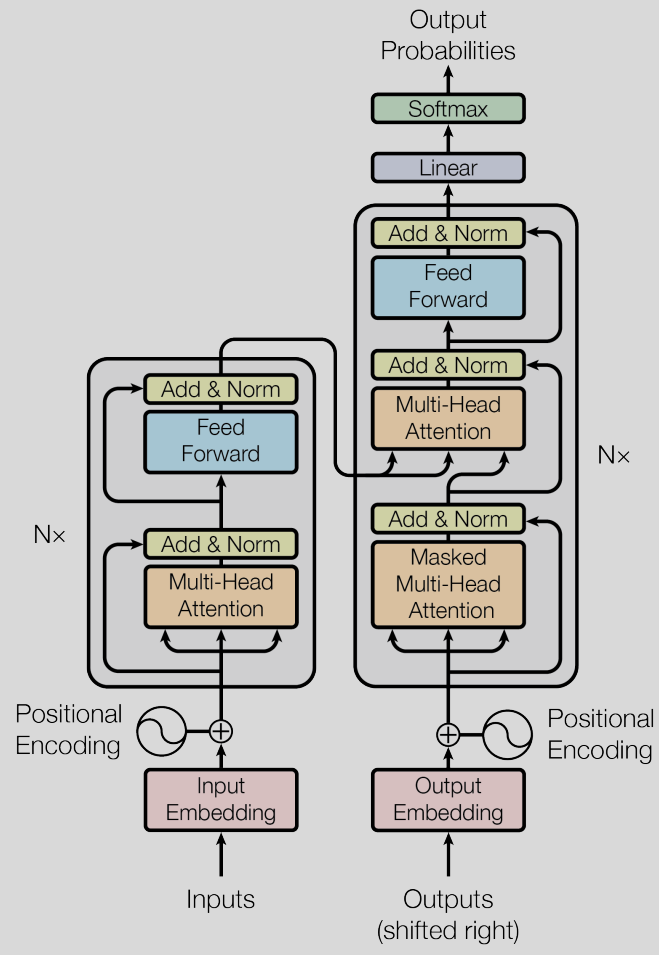 Output
Probabilities
Softmax
Linear
Add & Norm
Feed
Forward
Add & Norm
Multi-Head
Attention
Add & Norm
Masked
Multi-Head
Attention
Nx
Add & Norm
Feed
Forward
Add & Norm
Multi-Head
Attention
Nx
Positional
Encoding
Positional
Encoding
Input
Embedding
Output
Embedding
Inputs
Outputs
(shifted right)